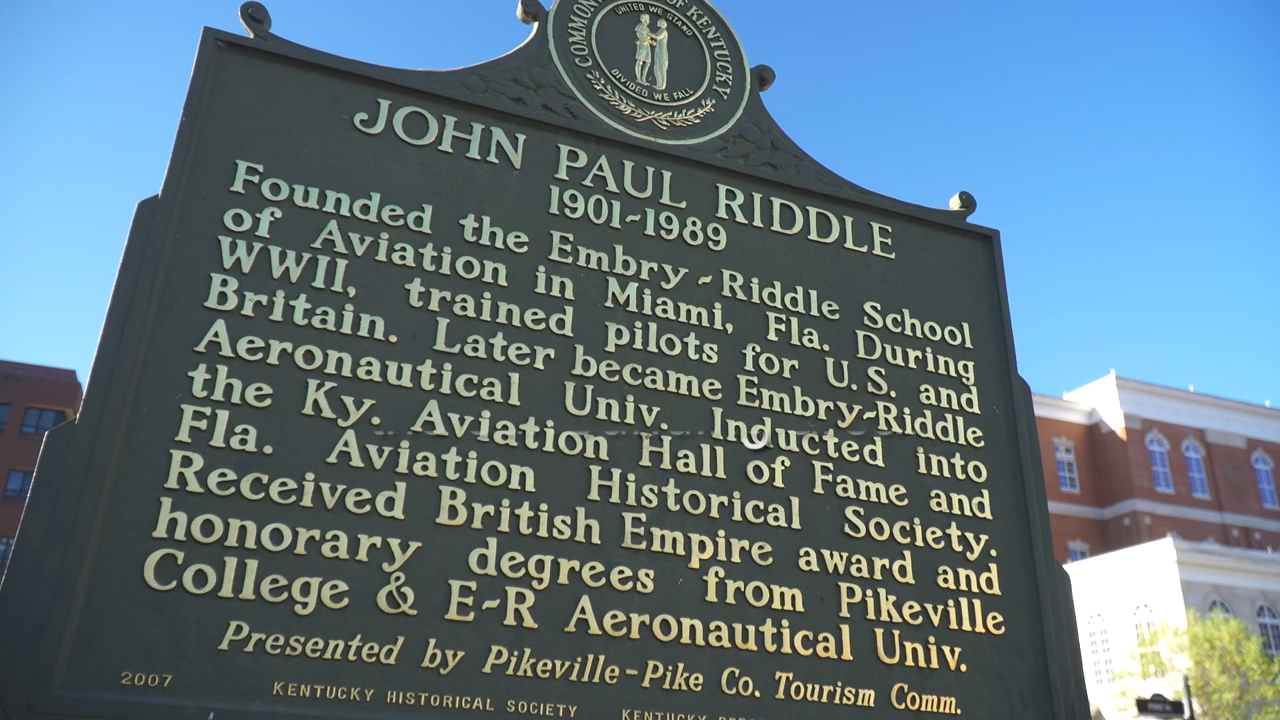 COMMON OF KENTUCKY
UNITED WE STAND
DIVIDED WE FALL
JOHN PAUL RIDDLE
1901-1989
Founded the Embry-Riddle School
of Aviation in Miami, Fla. During
WWII, trained pilots for U.S. and
Britain. Later became Embry-Riddle
Aeronautical Univ. Inducted into
the Ky. Aviation Hall of Fame and
Fla. Aviation Historical Society.
Received British Empire award and
honorary degrees from Pikeville
College & E-R Aeronautical Univ.
Presented by Pikeville-Pike Co. Tourism Comm.
2007 KENTUCKY HISTORICAL SOCIETY KENTUCKY